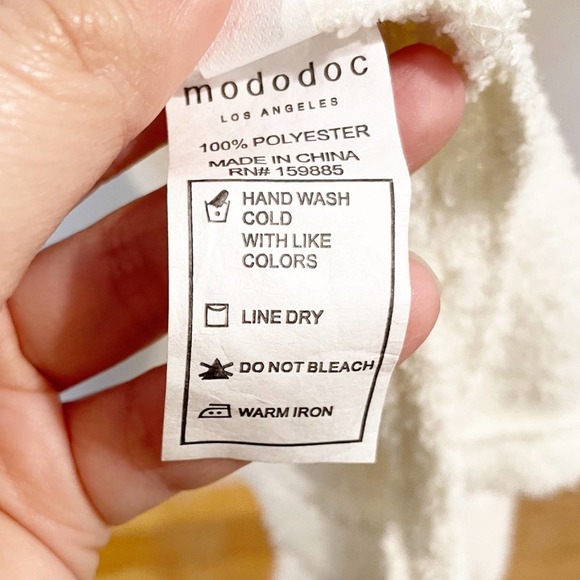 mododoc
LOS ANGELES
100% POLYESTER
MADE IN CHINA
RN# 159885
HAND WASH
COLD
WITH LIKE
COLORS
LINE DRY
DO NOT BLEACH
WARM IRON